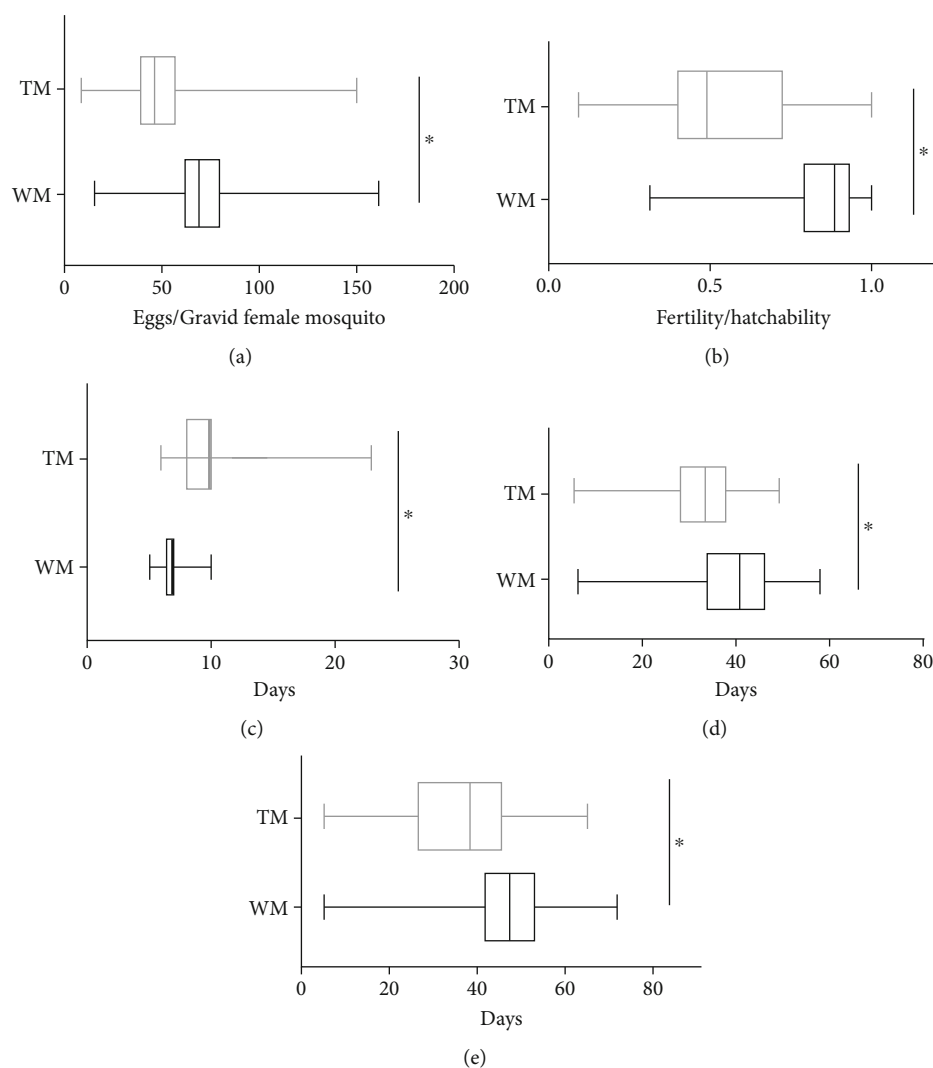 TM
*
WM
0 50 100 150 200
Eggs/Gravid female mosquito
(a)
TM
*
WM
0.0 0.5 1.0
Fertility/hatchability
(b)
TM
*
WM
0 10 20 30
Days
(c)
TM
*
WM
0 20 40 60 80
Days
(d)
TM
*
WM
0 20 40 60 80
Days
(e)